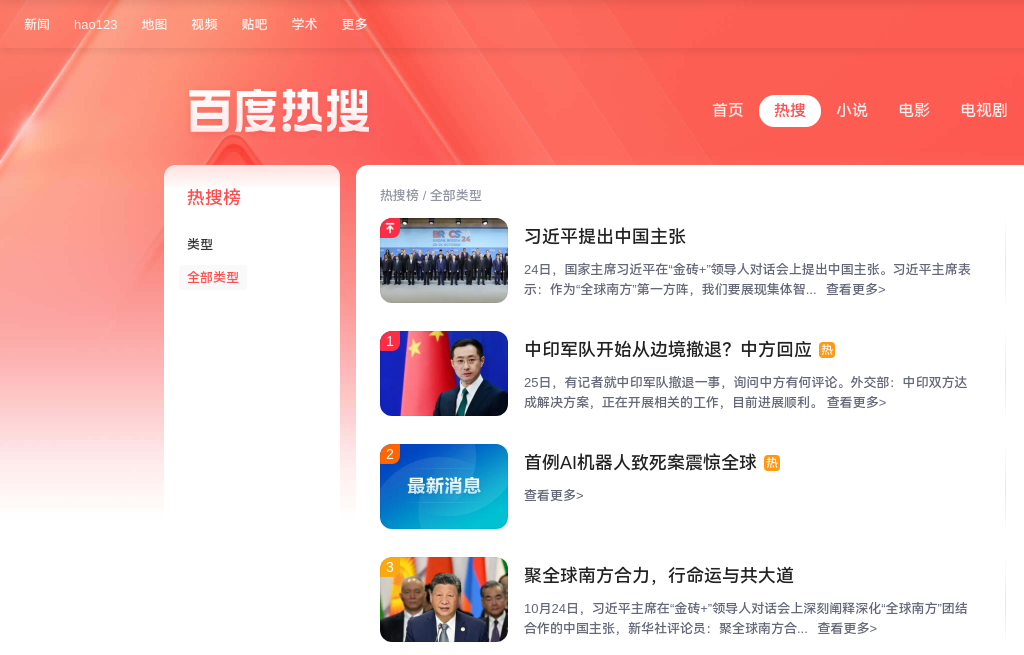 新闻 hao123 地图 视频 贴吧 学术 更多
百度热搜
首页 热搜 小说 电影 电视剧
热搜榜
类型
全部类型
热搜榜 / 全部类型
习近平提出中国主张
24日，国家主席习近平在“金砖+”领导人对话会上提出中国主张。习近平主席表
示：作为“全球南方”第一方阵，我们要展现集体智... 查看更多>
1
中印军队开始从边境撤退？中方回应 热
25日，有记者就中印军队撤退一事，询问中方有何评论。外交部：中印双方达
成解决方案，正在开展相关的工作，目前进展顺利。 查看更多>
2
最新消息
首例AI机器人致死案震惊全球 热
查看更多>
3
聚全球南方合力，行命运与共大道
10月24日，习近平主席在“金砖+”领导人对话会上深刻阐释深化“全球南方”团结
合作的中国主张，新华社评论员：聚全球南方合... 查看更多>